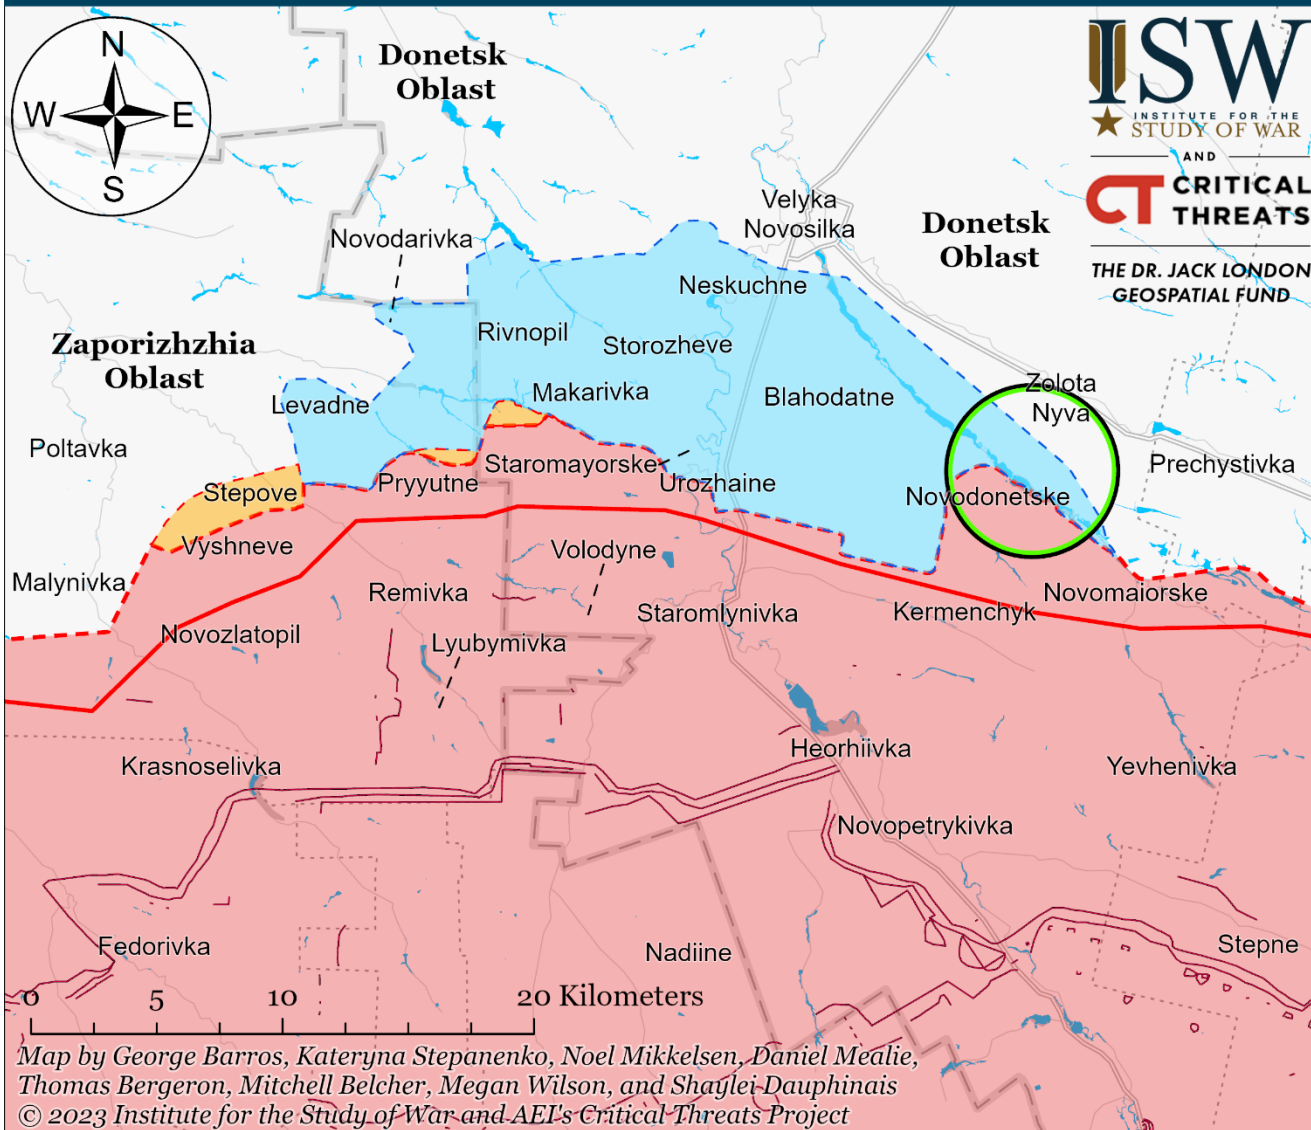 N
W
E
S
Donetsk
Oblast
ISW
INSTITUTE FOR THE
STUDY OF WAR
AND
CT CRITICAL
THREATS
THE DR. JACK LONDON
GEOSPATIAL FUND
Velyka
Novosilka
Donetsk
Oblast
Novodarivka
Neskuchne
Zaporizhzhia
Oblast
Rivnopil
Storozheve
Zolota
Nyva
Makarivka
Blahodatne
Levadne
Poltavka
Staromayorske
Prechystivka
Pryyutne
Urozhaine
Stepove
Novodonetske
Vyshneve
Volodyne
Malynivka
Remivka
Staromlynivka
Kermenchyk
Novomaiorske
Novozlatopil
Lyubymivka
Heorhiivka
Krasnoselivka
Yevhenivka
Novopetrykivka
Fedorivka
Nadiine
Stepne
0 5 10 20 Kilometers
Map by George Barros, Kateryna Stepanenko, Noel Mikkelsen, Daniel Mealie,
Thomas Bergeron, Mitchell Belcher, Megan Wilson, and Shaylei Dauphinais
© 2023 Institute for the Study of War and AEI's Critical Threats Project